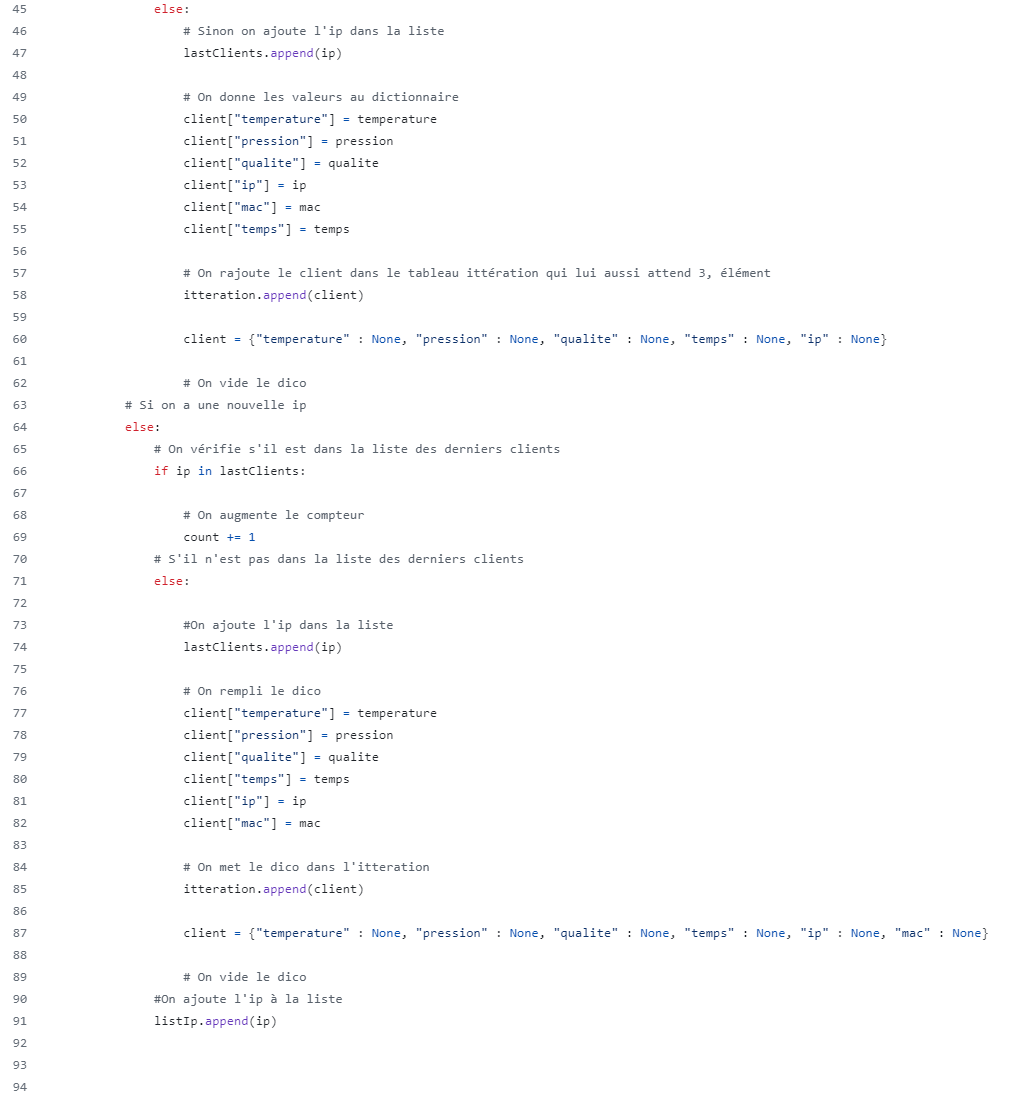 45 else:
46 # Sinon on ajoute l'ip dans la liste
47 lastClients.append(ip)
48
49 # On donne les valeurs au dictionnaire
50 client["temperature"] = temperature
51 client["pression"] = pression
52 client["qualite"] = qualite
53 client["ip"] = ip
54 client["mac"] = mac
55 client["temps"] = temps
56
57 # On rajoute le client dans le tableau ittération qui lui aussi attend 3, élément
58 itteration.append(client)
59
60 client = {"temperature" : None, "pression" : None, "qualite" : None, "temps" : None, "ip" : None}
61
62 # On vide le dico
63 # Si on a une nouvelle ip
64 else:
65 # On vérifie s'il est dans la liste des derniers clients
66 if ip in lastClients:
67
68 # On augmente le compteur
69 count += 1
70 # S'il n'est pas dans la liste des derniers clients
71 else:
72
73 #On ajoute l'ip dans la liste
74 lastClients.append(ip)
75
76 # On rempli le dico
77 client["temperature"] = temperature
78 client["pression"] = pression
79 client["qualite"] = qualite
80 client["temps"] = temps
81 client["ip"] = ip
82 client["mac"] = mac
83
84 # On met le dico dans l'itteration
85 itteration.append(client)
86
87 client = {"temperature" : None, "pression" : None, "qualite" : None, "temps" : None, "ip" : None, "mac" : None}
88
89 # On vide le dico
90 #On ajoute l'ip à la liste
91 listIp.append(ip)
92
93
94